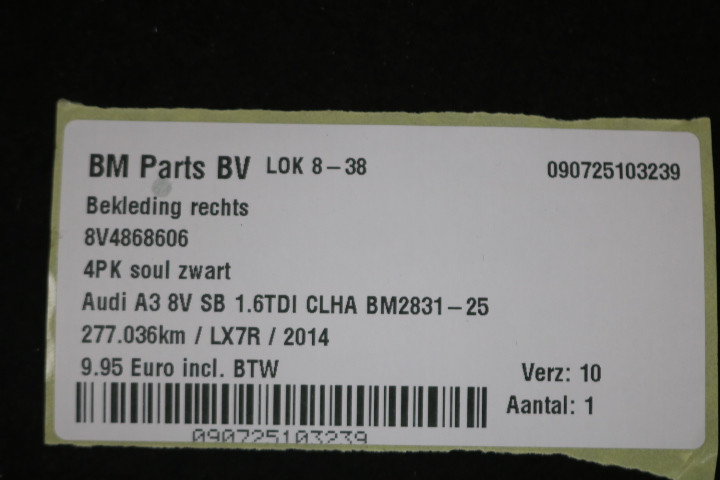 BM Parts BV LOK 8-38 090725103239
Bekleding rechts
8V4868606
4PK soul zwart
Audi A3 8V SB 1.6TDI CLHA BM2831-25
277.036km / LX7R / 2014
9.95 Euro incl. BTW Verz: 10
Aantal: 1
090725103239